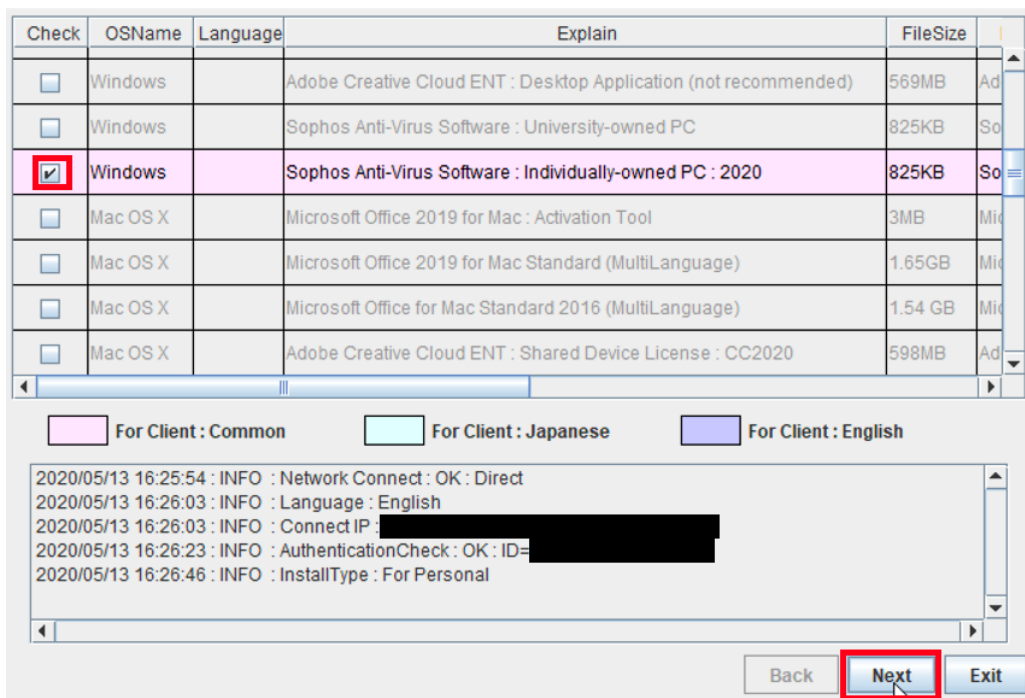 Check OSName Language Explain FileSize
Windows Adobe Creative Cloud ENT : Desktop Application (not recommended) 569MB Ad
Windows Sophos Anti-Virus Software : University-owned PC 825KB So
Windows Sophos Anti-Virus Software : Individually-owned PC : 2020 825KB So
Mac OS X Microsoft Office 2019 for Mac : Activation Tool 3MB Mic
Mac OS X Microsoft Office 2019 for Mac Standard (MultiLanguage) 1.65GB Mic
Mac OS X Microsoft Office for Mac Standard 2016 (MultiLanguage) 1.54 GB Mic
Mac OS X Adobe Creative Cloud ENT : Shared Device License : CC2020 598MB Ad
For Client : Common For Client : Japanese For Client : English
2020/05/13 16:25:54 : INFO : Network Connect : OK : Direct
2020/05/13 16:26:03 : INFO : Language : English
2020/05/13 16:26:03 : INFO : Connect IP :
2020/05/13 16:26:23 : INFO : AuthenticationCheck : OK : ID=
2020/05/13 16:26:46 : INFO : InstallType : For Personal
Back Next Exit